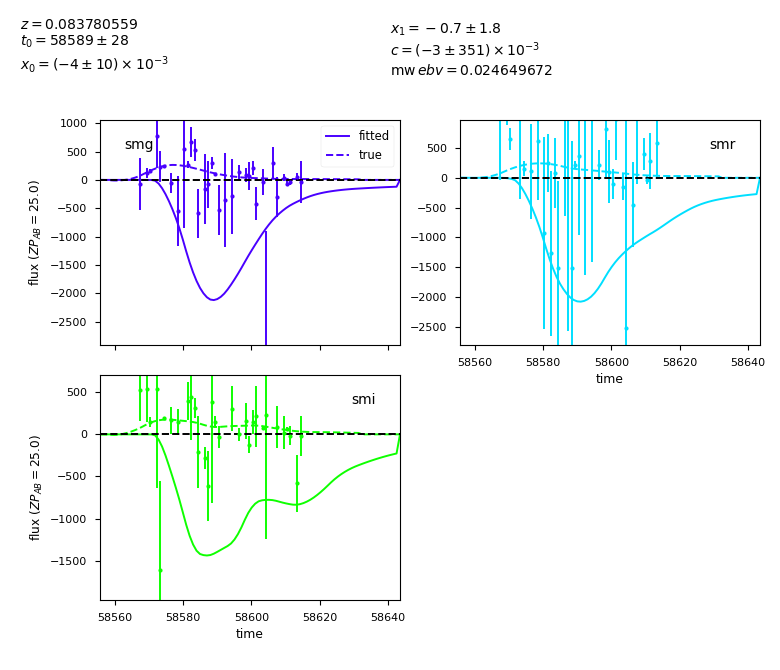 z = 0.083780559
t₀ = 58589 ± 28
x₀ = (−4 ± 10) × 10⁻³
x₁ = −0.7 ± 1.8
c = (−3 ± 351) × 10⁻³
mw ebv = 0.024649672
smg
fitted
true
1000
500
0
−500
−1000
−1500
−2000
−2500
flux (ZP_AB = 25.0)
smr
500
0
−500
−1000
−1500
−2000
−2500
58560 58580 58600 58620 58640
time
smi
500
0
−500
−1000
−1500
flux (ZP_AB = 25.0)
58560 58580 58600 58620 58640
time